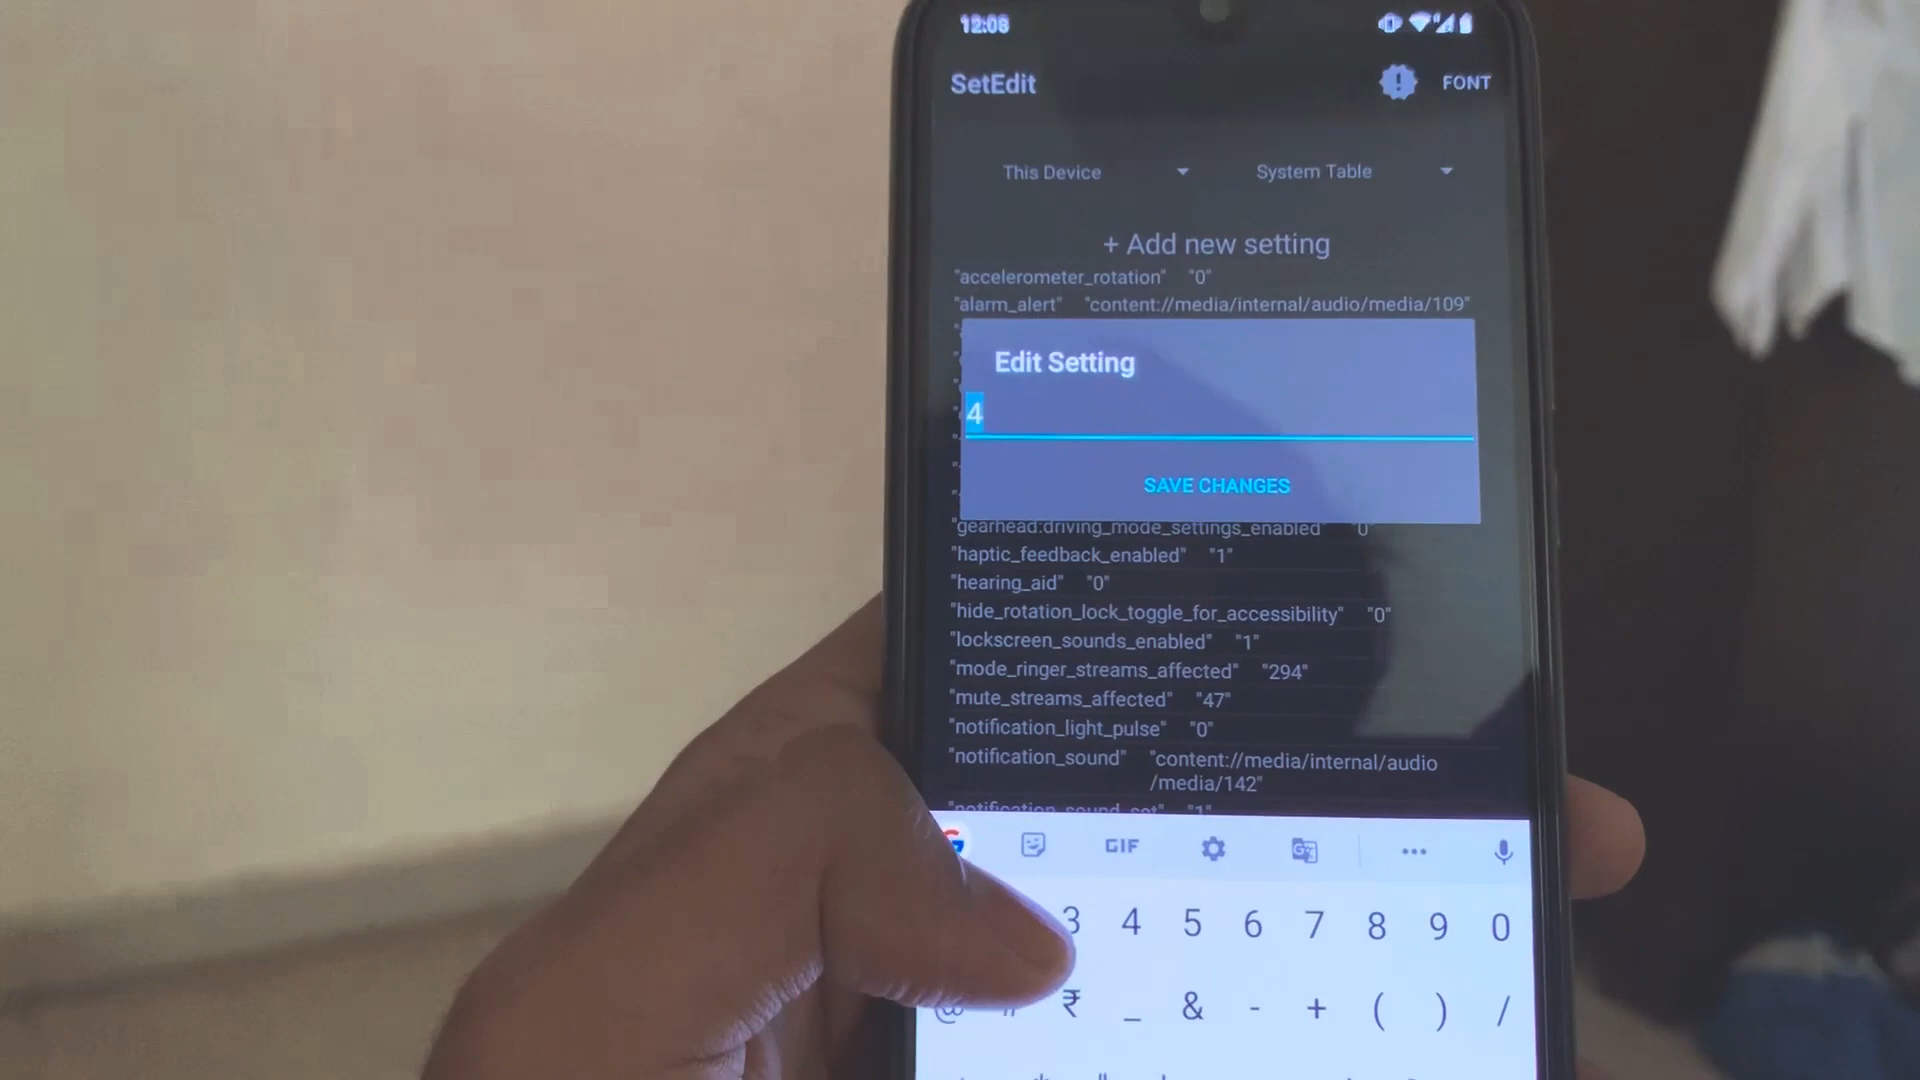 12:08
SetEdit
FONT
This Device
System Table
+ Add new setting
"accelerometer_rotation" "0"
"alarm_alert" "content://media/internal/audio/media/109"
Edit Setting
4
SAVE CHANGES
"gearhead:driving_mode_settings_enabled" "0"
"haptic_feedback_enabled" "1"
"hearing_aid" "0"
"hide_rotation_lock_toggle_for_accessibility" "0"
"lockscreen_sounds_enabled" "1"
"mode_ringer_streams_affected" "294"
"mute_streams_affected" "47"
"notification_light_pulse" "0"
"notification_sound" "content://media/internal/audio
/media/142"
"notification_sound_set" "1"
GIF
3 4 5 6 7 8 9 0
@ # ₹ _ & - + ( ) /